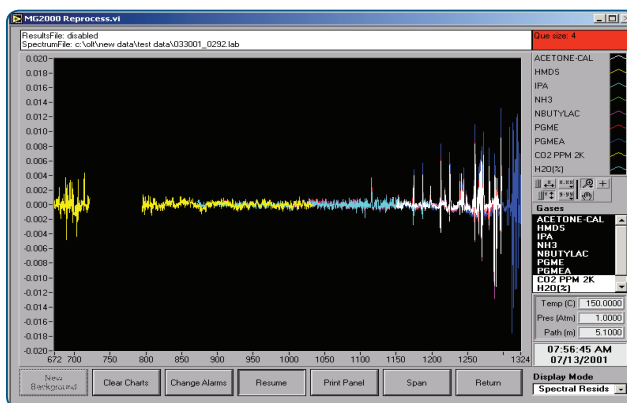 MG2000 Reprocess.vi
ResultsFile: disabled
SpectrumFile: c:\olt\new data\test data\033001_0292.lab
Que size: 4
0.020
0.018
0.016
0.014
0.012
0.010
0.008
0.006
0.004
0.002
0.000
-0.002
-0.004
-0.006
-0.008
-0.010
-0.012
-0.014
-0.016
-0.018
-0.020
672 700 750 800 850 900 950 1000 1050 1100 1150 1200 1250 1324
ACETONE-CAL
HMDS
IPA
NH3
NBUTYLAC
PGME
PGMEA
CO2 PPM 2K
H2O(%)
Gases
ACETONE-CAL
HMDS
IPA
NH3
NBUTYLAC
PGME
PGMEA
CO2 PPM 2K
H2O(%)
Temp (C) 150.0000
Pres (Atm) 1.0000
Path (m) 5.1000
07:56:45 AM
07/13/2001
Display Mode
Spectral Resids
New Background
Clear Charts
Change Alarms
Resume
Print Panel
Span
Return